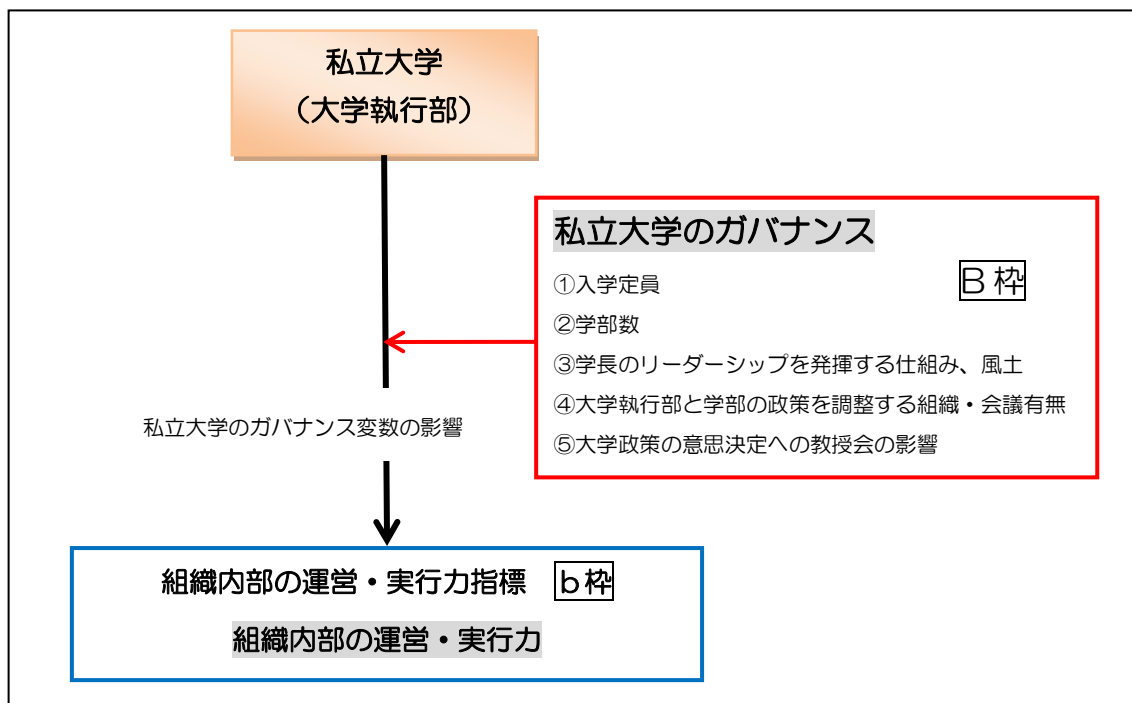 私立大学
（大学執行部）
私立大学のガバナンス
①入学定員
B 枠
②学部数
③学長のリーダーシップを発揮する仕組み、風土
④大学執行部と学部の政策を調整する組織・会議有無
⑤大学政策の意思決定への教授会の影響
私立大学のガバナンス変数の影響
組織内部の運営・実行力指標 ｂ枠
組織内部の運営・実行力